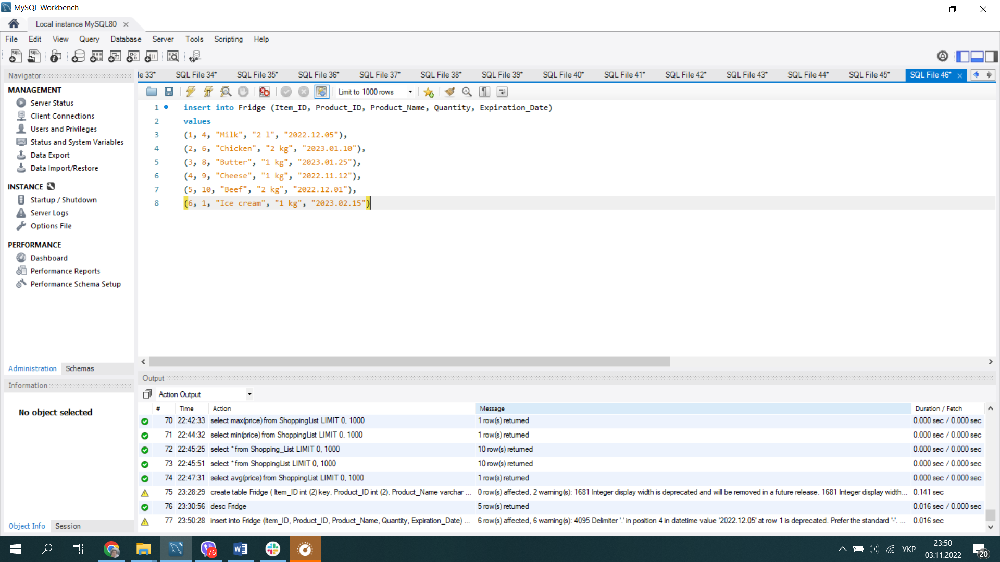 MySQL Workbench
Local instance MySQL80
File Edit View Query Database Server Tools Scripting Help
Navigator
MANAGEMENT
Server Status
Client Connections
Users and Privileges
Status and System Variables
Data Export
Data Import/Restore
INSTANCE
Startup / Shutdown
Server Logs
Options File
PERFORMANCE
Dashboard
Performance Reports
Performance Schema Setup
Administration Schemas
Information
No object selected
Object Info Session
le 33* SQL File 34* SQL File 35* SQL File 36* SQL File 37* SQL File 38* SQL File 39* SQL File 40* SQL File 41* SQL File 42* SQL File 43* SQL File 44* SQL File 45* SQL File 46*
Limit to 1000 rows
1 insert into Fridge (Item_ID, Product_ID, Product_Name, Quantity, Expiration_Date)
2 values
3 (1, 4, "Milk", "2 l", "2022.12.05"),
4 (2, 6, "Chicken", "2 kg", "2023.01.10"),
5 (3, 8, "Butter", "1 kg", "2023.01.25"),
6 (4, 9, "Cheese", "1 kg", "2022.11.12"),
7 (5, 10, "Beef", "2 kg", "2022.12.01"),
8 (6, 1, "Ice cream", "1 kg", "2023.02.15")
Output
Action Output
# Time Action Message Duration / Fetch
70 22:42:33 select max(price) from ShoppingList LIMIT 0, 1000 1 row(s) returned 0.000 sec / 0.000 sec
71 22:44:32 select min(price) from ShoppingList LIMIT 0, 1000 1 row(s) returned 0.000 sec / 0.000 sec
72 22:45:25 select * from Shopping_List LIMIT 0, 1000 10 row(s) returned 0.000 sec / 0.000 sec
73 22:45:51 select * from ShoppingList LIMIT 0, 1000 10 row(s) returned 0.000 sec / 0.000 sec
74 22:47:31 select avg(price) from ShoppingList LIMIT 0, 1000 1 row(s) returned 0.000 sec / 0.000 sec
75 23:28:29 create table Fridge ( Item_ID int (2) key, Product_ID int (2), Product_Name varchar ... 0 row(s) affected, 2 warning(s): 1681 Integer display width is deprecated and will be removed in a future release. 1681 Integer display width... 0.141 sec
76 23:30:56 desc Fridge 5 row(s) returned 0.016 sec / 0.000 sec
77 23:50:28 insert into Fridge (Item_ID, Product_ID, Product_Name, Quantity, Expiration_Date) ... 6 row(s) affected, 6 warning(s): 4095 Delimiter '.' in position 4 in datetime value '2022.12.05' at row 1 is deprecated. Prefer the standard '-'. ... 0.016 sec
76
УКР
23:50
03.11.2022
20